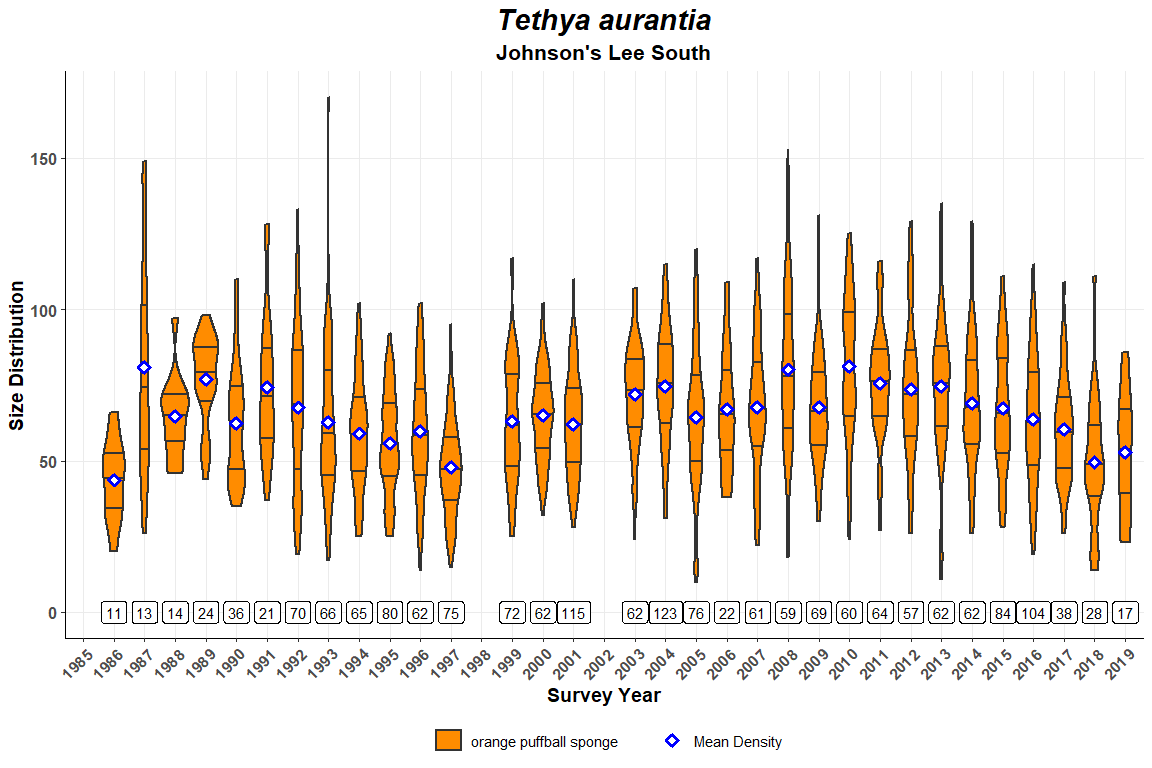 Tethya aurantia
Johnson's Lee South
Size Distribution
150
100
50
0
11 13 14 24 36 21 70 66 65 80 62 75 72 62 115 62 123 76 22 61 59 69 60 64 57 62 62 84 104 38 28 17
1985 1986 1987 1988 1989 1990 1991 1992 1993 1994 1995 1996 1997 1998 1999 2000 2001 2002 2003 2004 2005 2006 2007 2008 2009 2010 2011 2012 2013 2014 2015 2016 2017 2018 2019
Survey Year
orange puffball sponge Mean Density